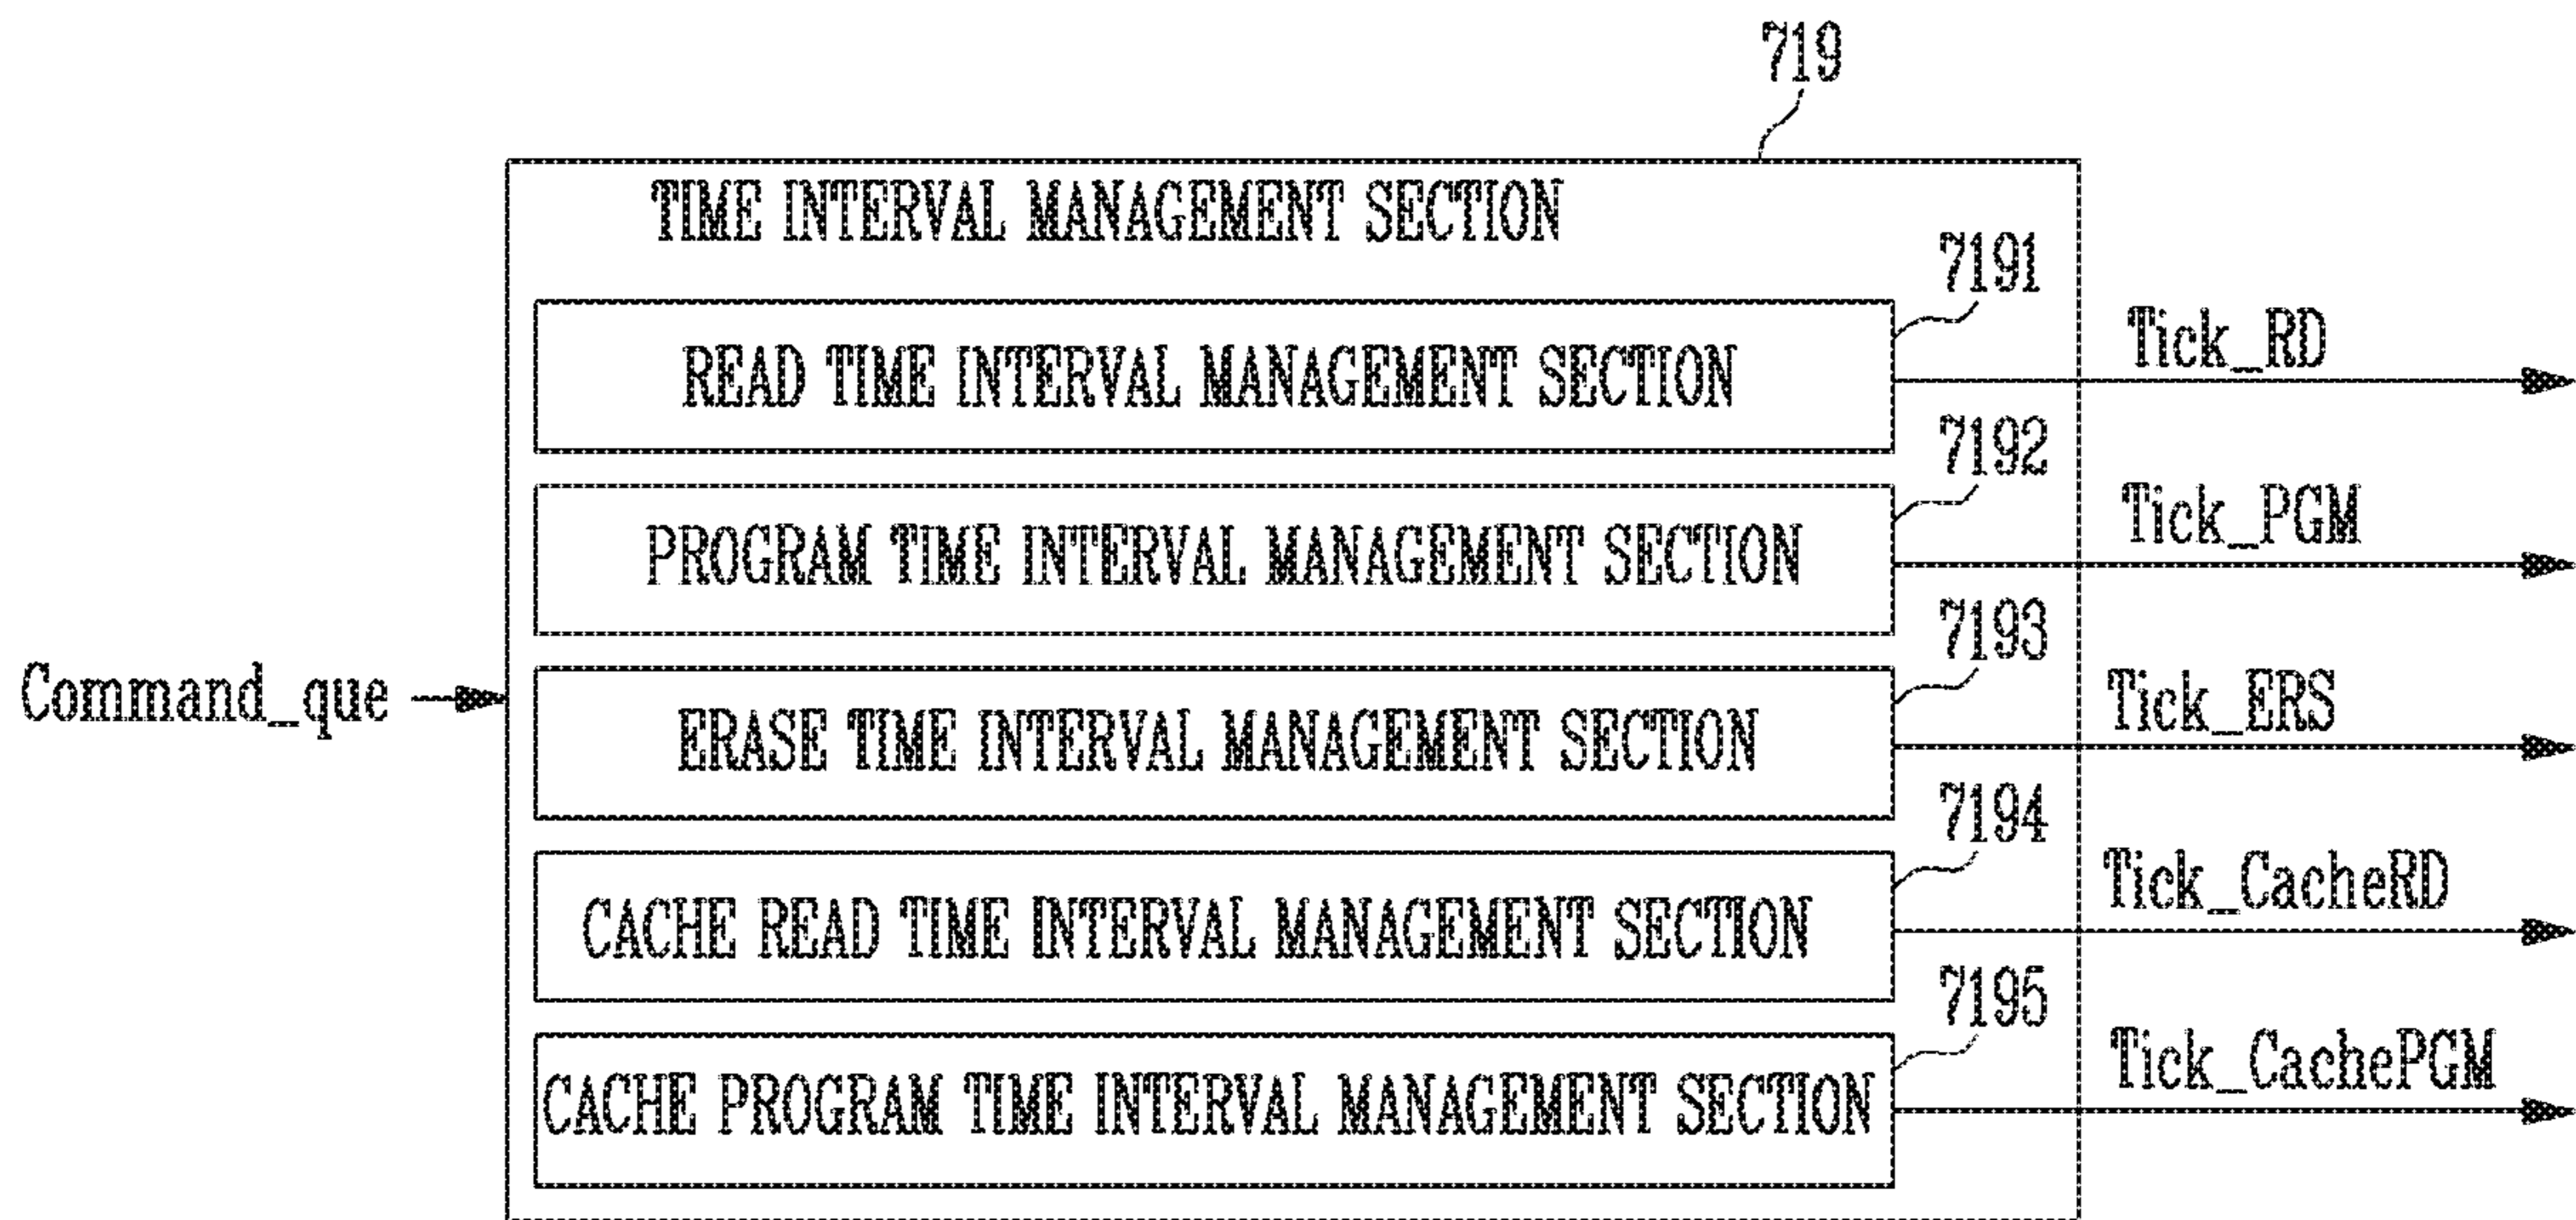 719
TIME INTERVAL MANAGEMENT SECTION
7191
READ TIME INTERVAL MANAGEMENT SECTION
Tick_RD
7192
PROGRAM TIME INTERVAL MANAGEMENT SECTION
Tick_PGM
7193
Command_que
ERASE TIME INTERVAL MANAGEMENT SECTION
Tick_ERS
7194
CACHE READ TIME INTERVAL MANAGEMENT SECTION
Tick_CacheRD
7195
CACHE PROGRAM TIME INTERVAL MANAGEMENT SECTION
Tick_CachePGM